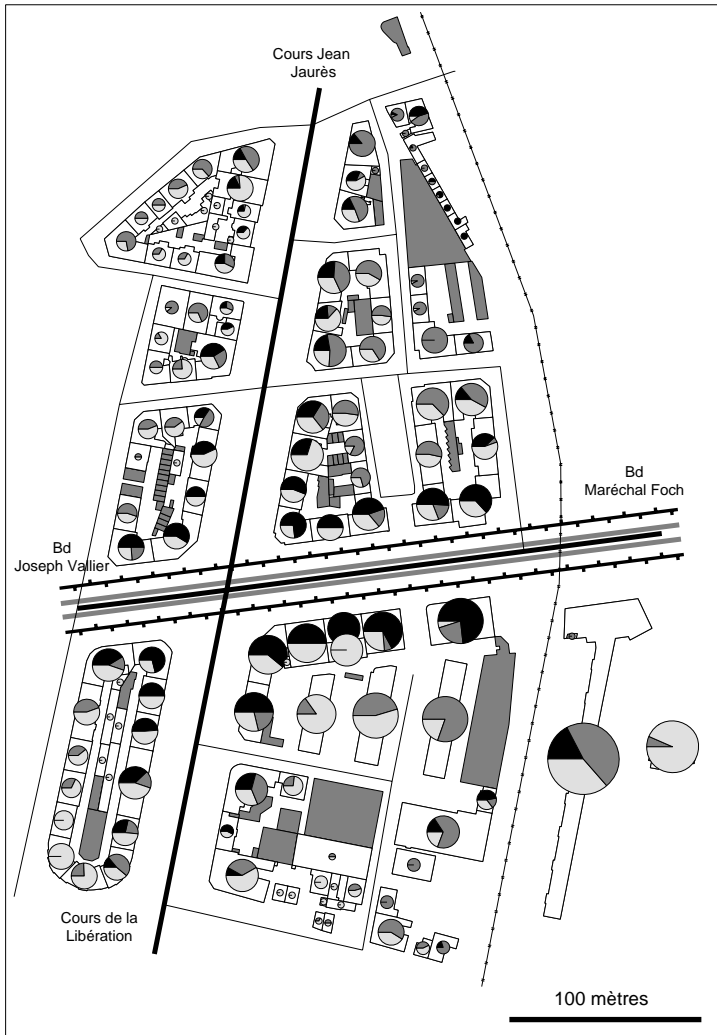 Cours Jean
Jaurès
Bd
Maréchal Foch
Bd
Joseph Vallier
Cours de la
Libération
100 mètres